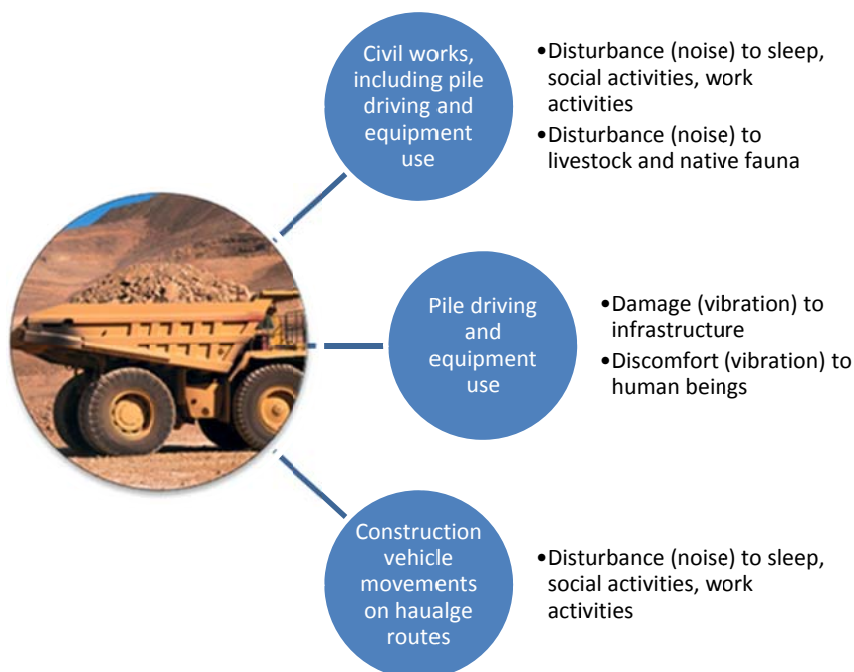 Civil works,
including pile
driving and
equipment
use
•Disturbance (noise) to sleep,
social activities, work
activities
•Disturbance (noise) to
livestock and native fauna
Pile driving
and
equipment
use
•Damage (vibration) to
infrastructure
•Discomfort (vibration) to
human beings
Construction
vehicle
movements
on haualge
routes
•Disturbance (noise) to sleep,
social activities, work
activities